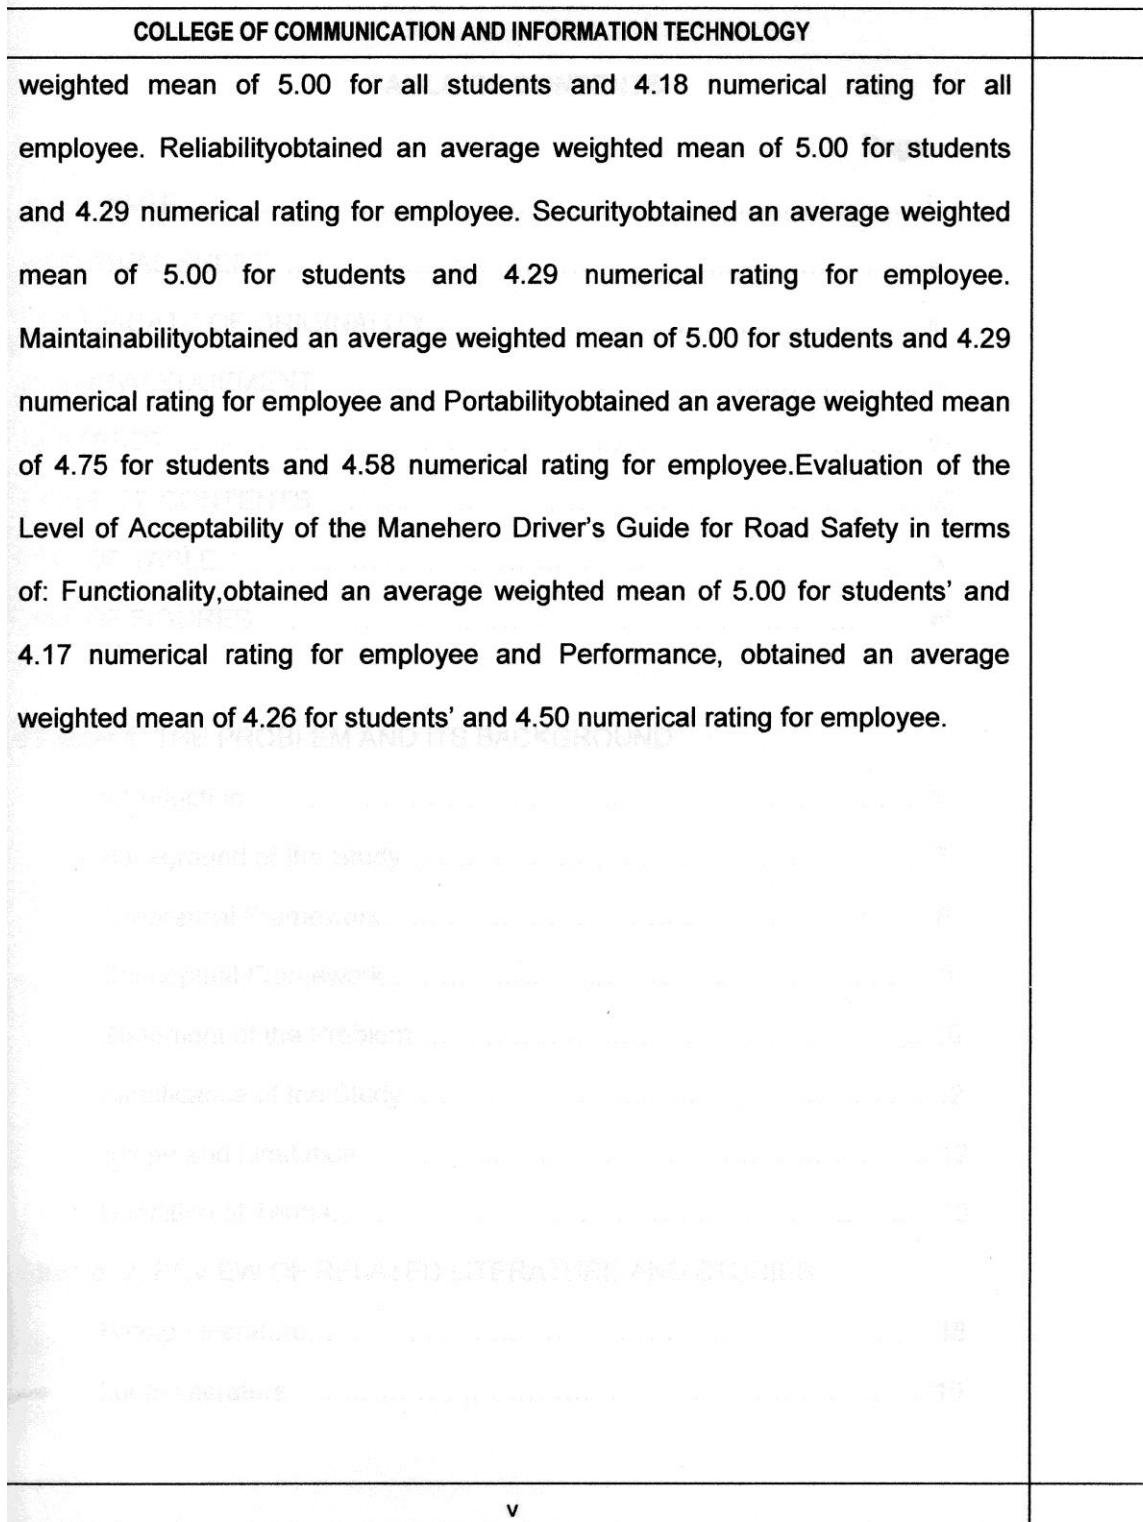 COLLEGE OF COMMUNICATION AND INFORMATION TECHNOLOGY
weighted mean of 5.00 for all students and 4.18 numerical rating for all
employee. Reliabilityobtained an average weighted mean of 5.00 for students
and 4.29 numerical rating for employee. Securityobtained an average weighted
mean of 5.00 for students and 4.29 numerical rating for employee.
Maintainabilityobtained an average weighted mean of 5.00 for students and 4.29
numerical rating for employee and Portabilityobtained an average weighted mean
of 4.75 for students and 4.58 numerical rating for employee.Evaluation of the
Level of Acceptability of the Manehero Driver's Guide for Road Safety in terms
of: Functionality,obtained an average weighted mean of 5.00 for students' and
4.17 numerical rating for employee and Performance, obtained an average
weighted mean of 4.26 for students' and 4.50 numerical rating for employee.
v